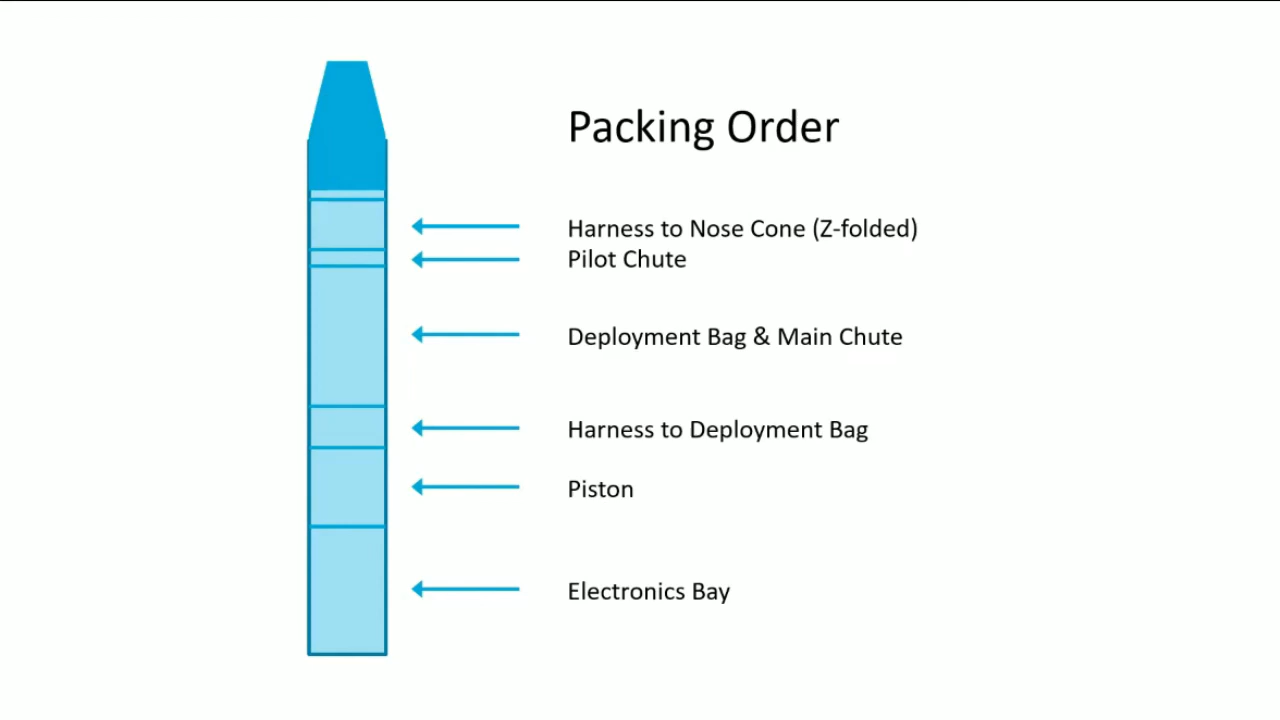 Packing Order
Harness to Nose Cone (Z-folded)
Pilot Chute
Deployment Bag & Main Chute
Harness to Deployment Bag
Piston
Electronics Bay